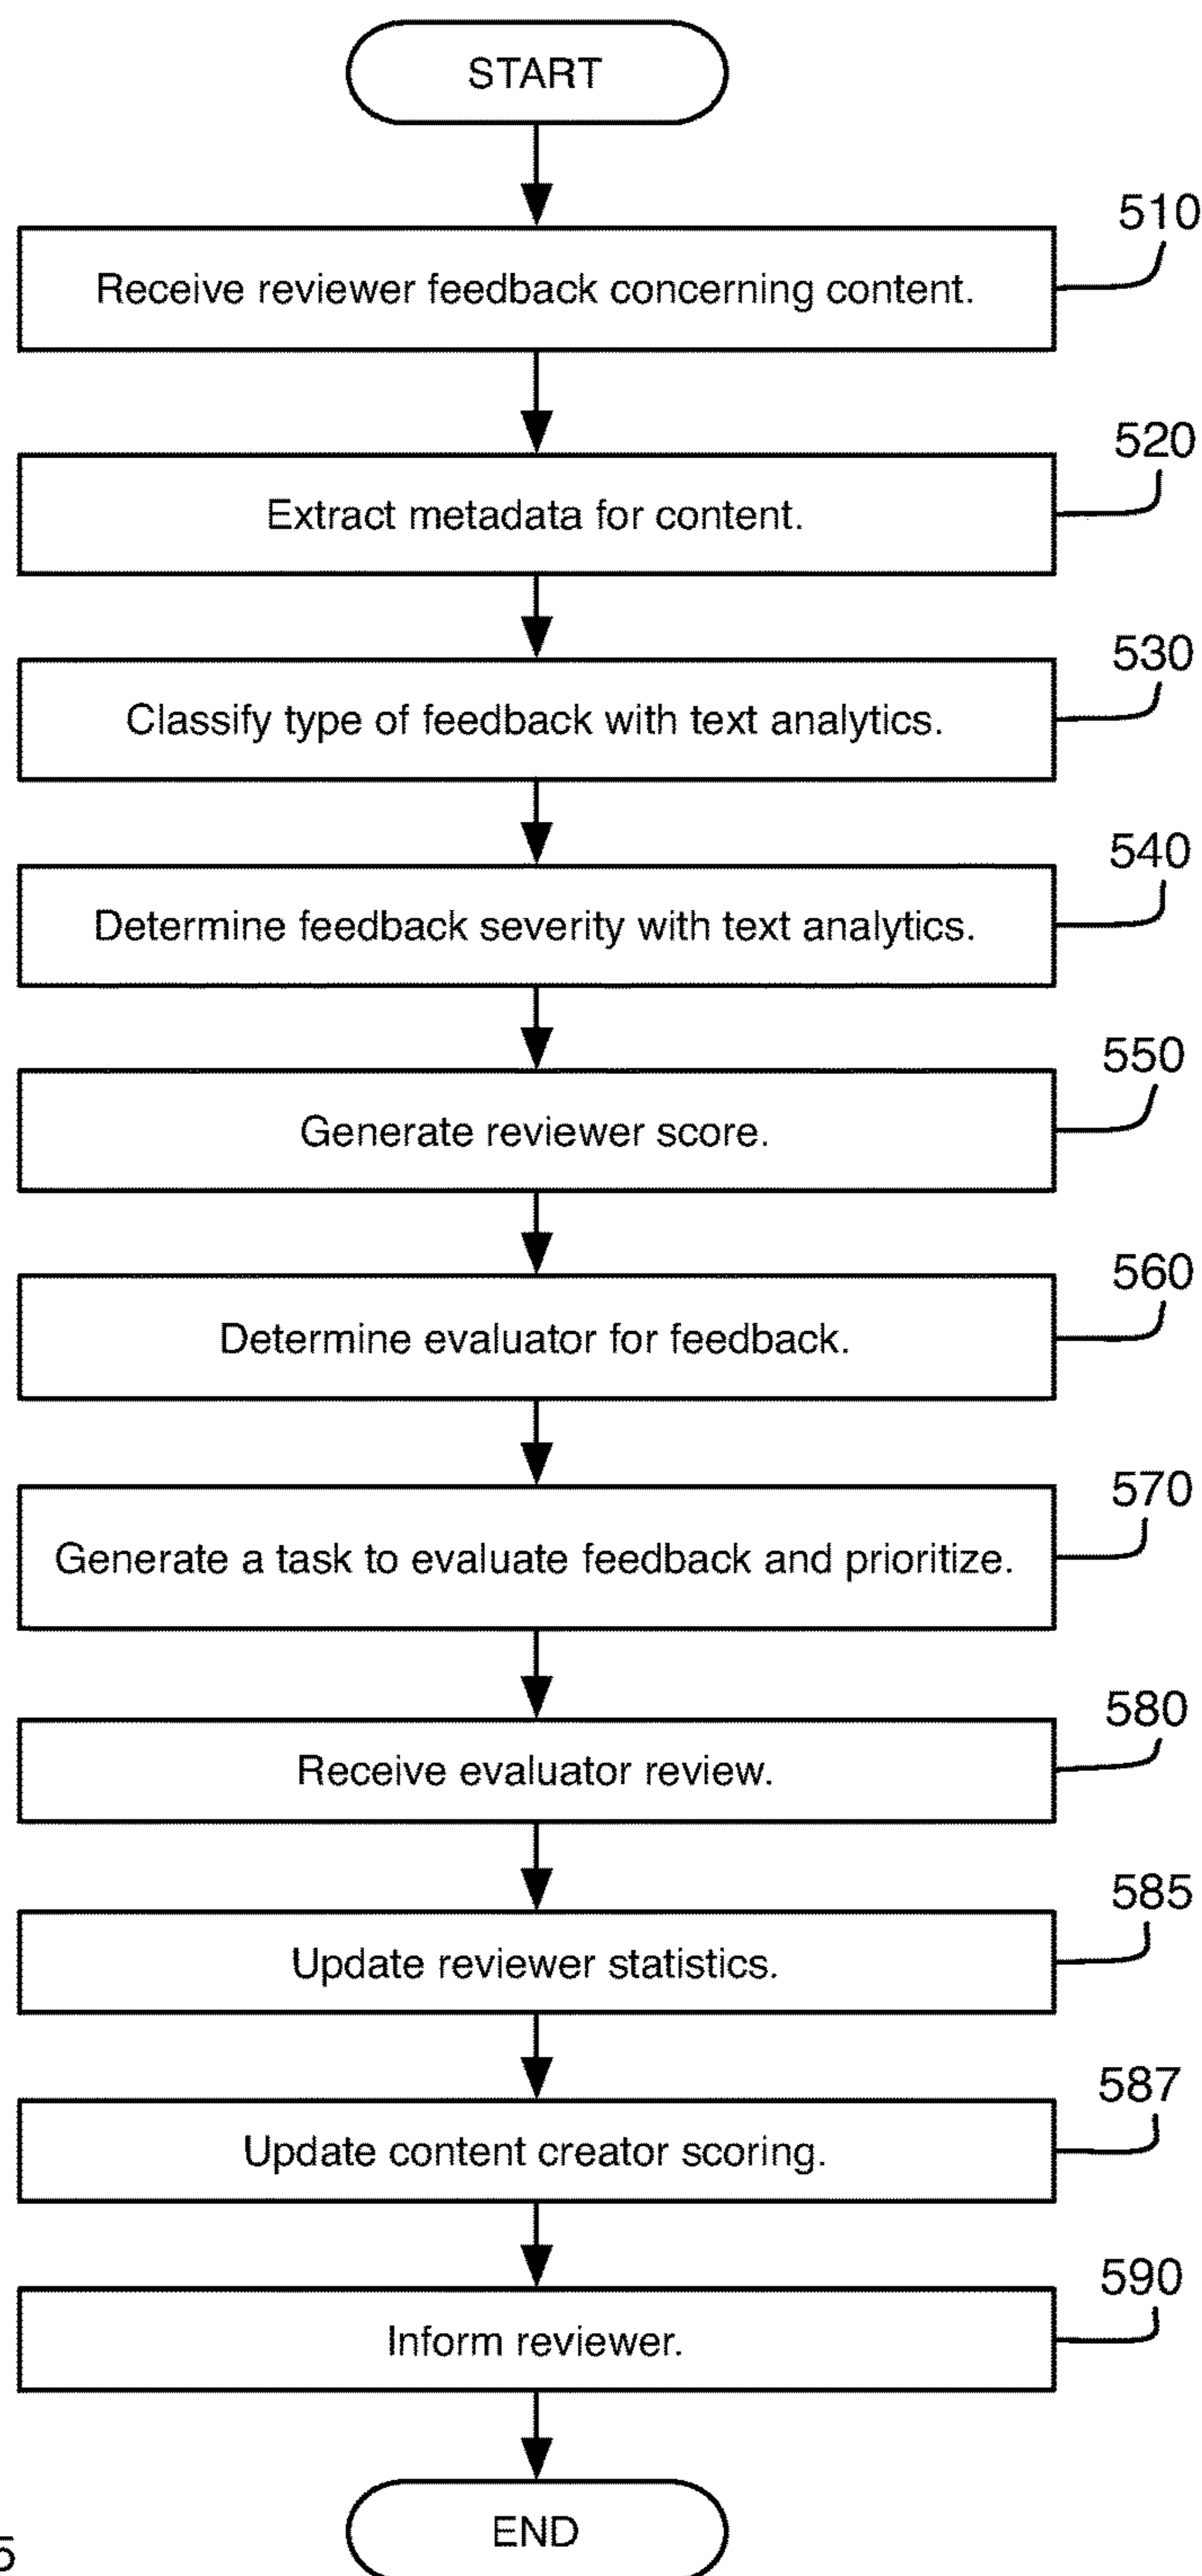 START
510
Receive reviewer feedback concerning content.
520
Extract metadata for content.
530
Classify type of feedback with text analytics.
540
Determine feedback severity with text analytics.
550
Generate reviewer score.
560
Determine evaluator for feedback.
570
Generate a task to evaluate feedback and prioritize.
580
Receive evaluator review.
585
Update reviewer statistics.
587
Update content creator scoring.
590
Inform reviewer.
END
5